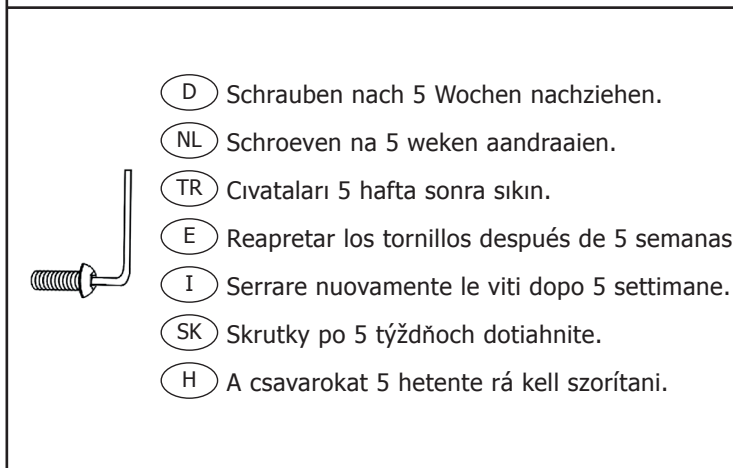 D Schrauben nach 5 Wochen nachziehen.
NL Schroeven na 5 weken aandraaien.
TR Cıvataları 5 hafta sonra sıkın.
E Reapretar los tornillos después de 5 semanas
I Serrare nuovamente le viti dopo 5 settimane.
SK Skrutky po 5 týždňoch dotiahnite.
H A csavarokat 5 hetente rá kell szorítani.